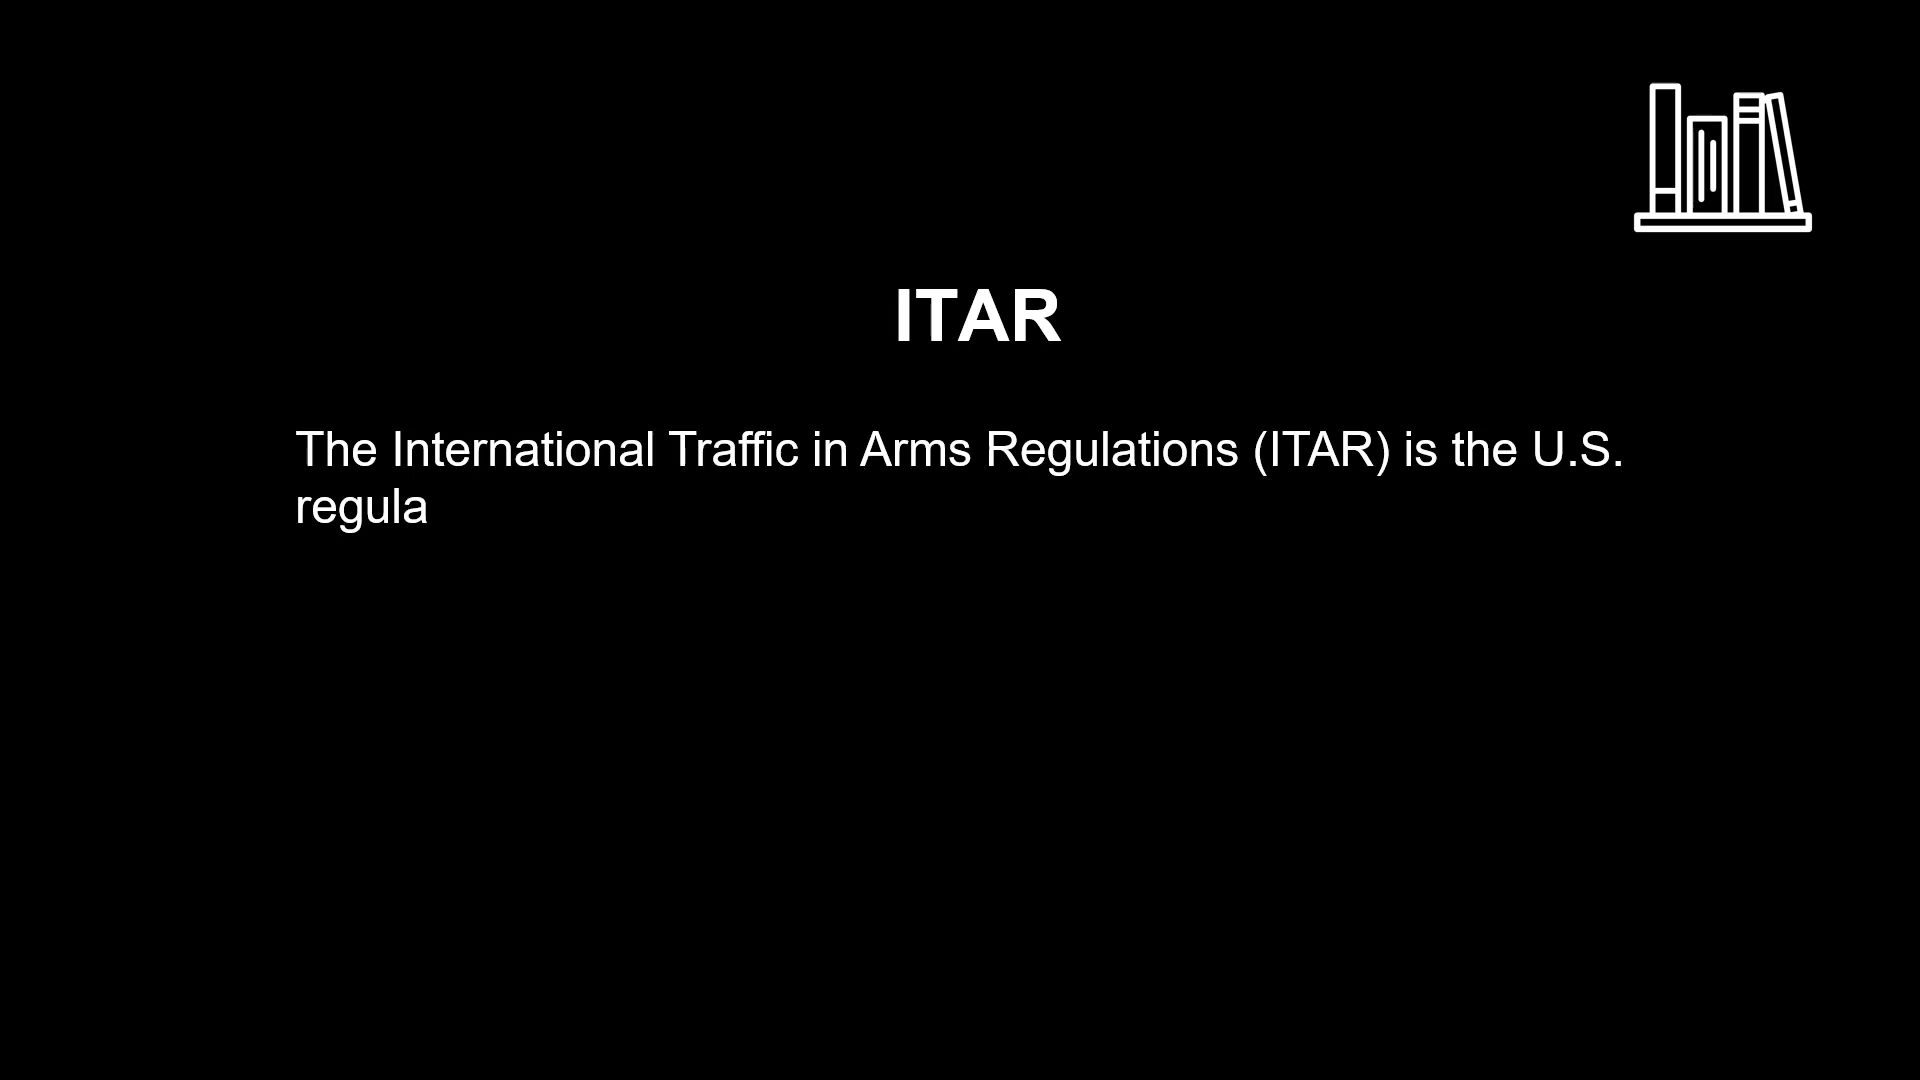 ITAR
The International Traffic in Arms Regulations (ITAR) is the U.S.
regula